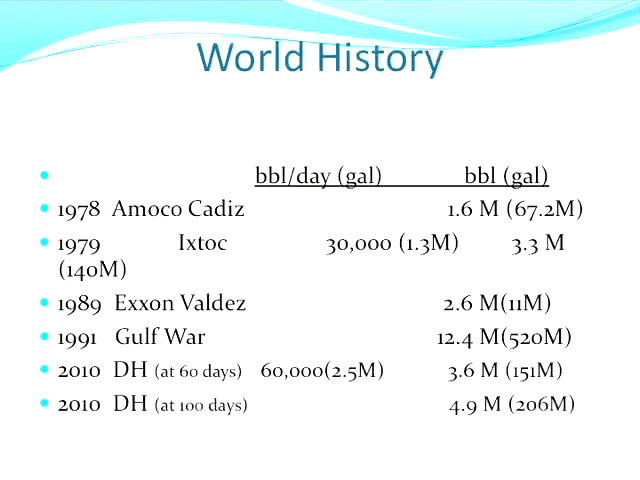 World History
bbl/day (gal) bbl (gal)
1978 Amoco Cadiz 1.6 M (67.2M)
1979 Ixtoc 30,000 (1.3M) 3.3 M
(140M)
1989 Exxon Valdez 2.6 M(11M)
1991 Gulf War 12.4 M(520M)
2010 DH (at 60 days) 60,000(2.5M) 3.6 M (151M)
2010 DH (at 100 days) 4.9 M (206M)